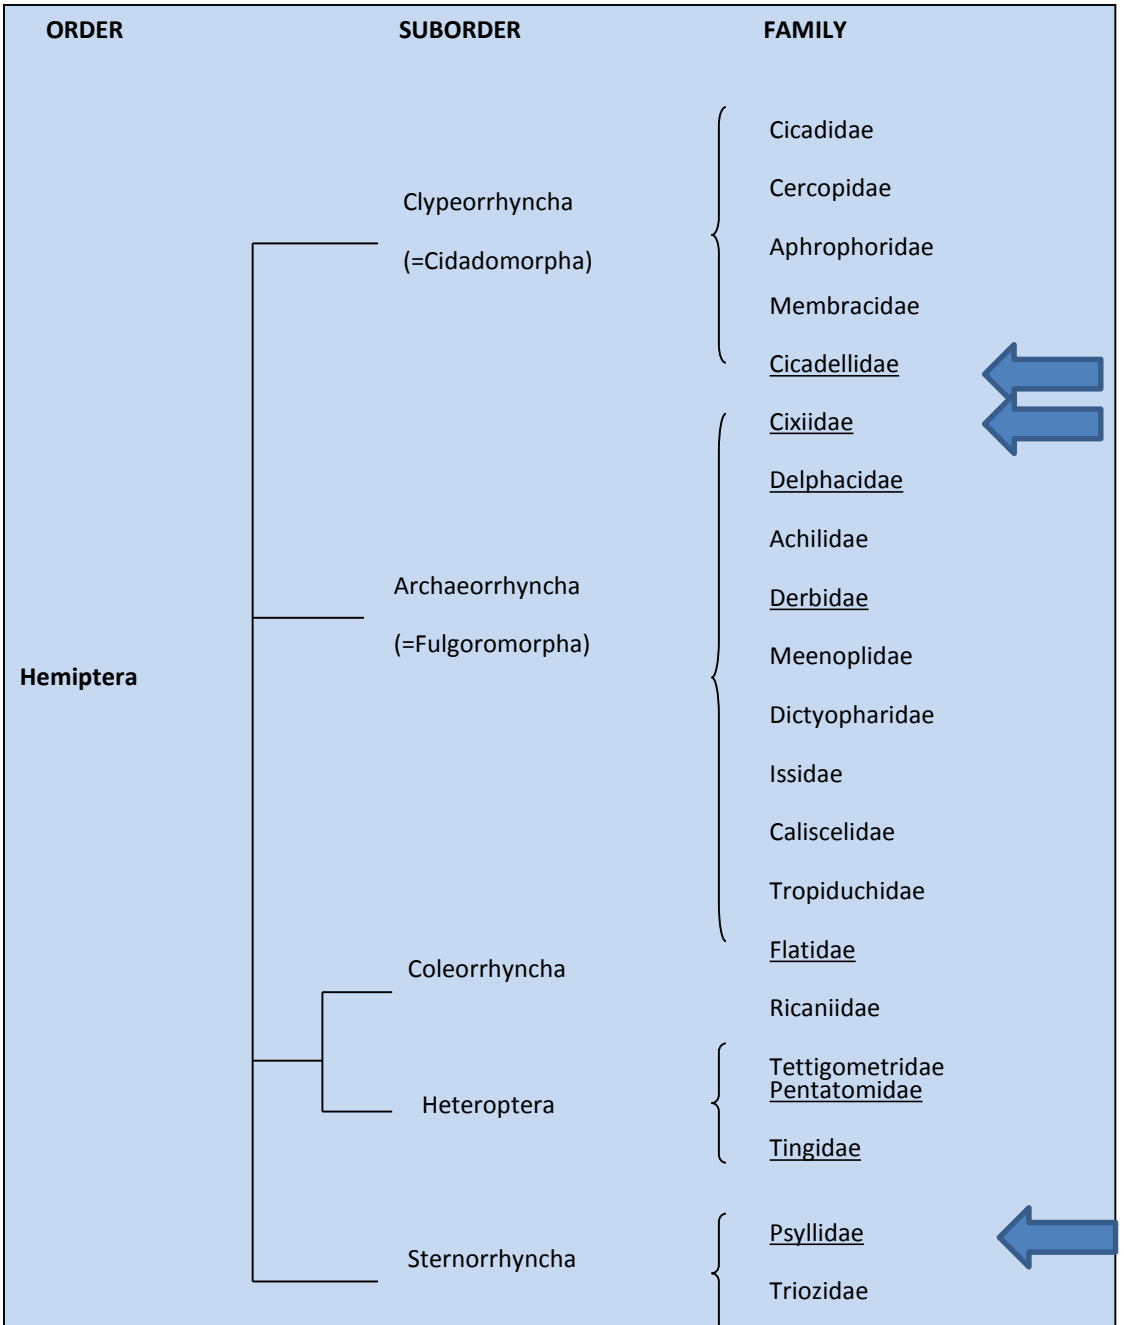 ORDER SUBORDER FAMILY
Cicadidae
Cercopidae
Clypeorrhyncha
Aphrophoridae
(=Cidadomorpha)
Membracidae
Cicadellidae
Cixiidae
Delphacidae
Achilidae
Archaeorrhyncha
Derbidae
(=Fulgoromorpha)
Meenoplidae
Hemiptera
Dictyopharidae
Issidae
Caliscelidae
Tropiduchidae
Flatidae
Coleorrhyncha
Ricaniidae
Tettigometridae
Pentatomidae
Heteroptera
Tingidae
Psyllidae
Sternorrhyncha
Triozidae